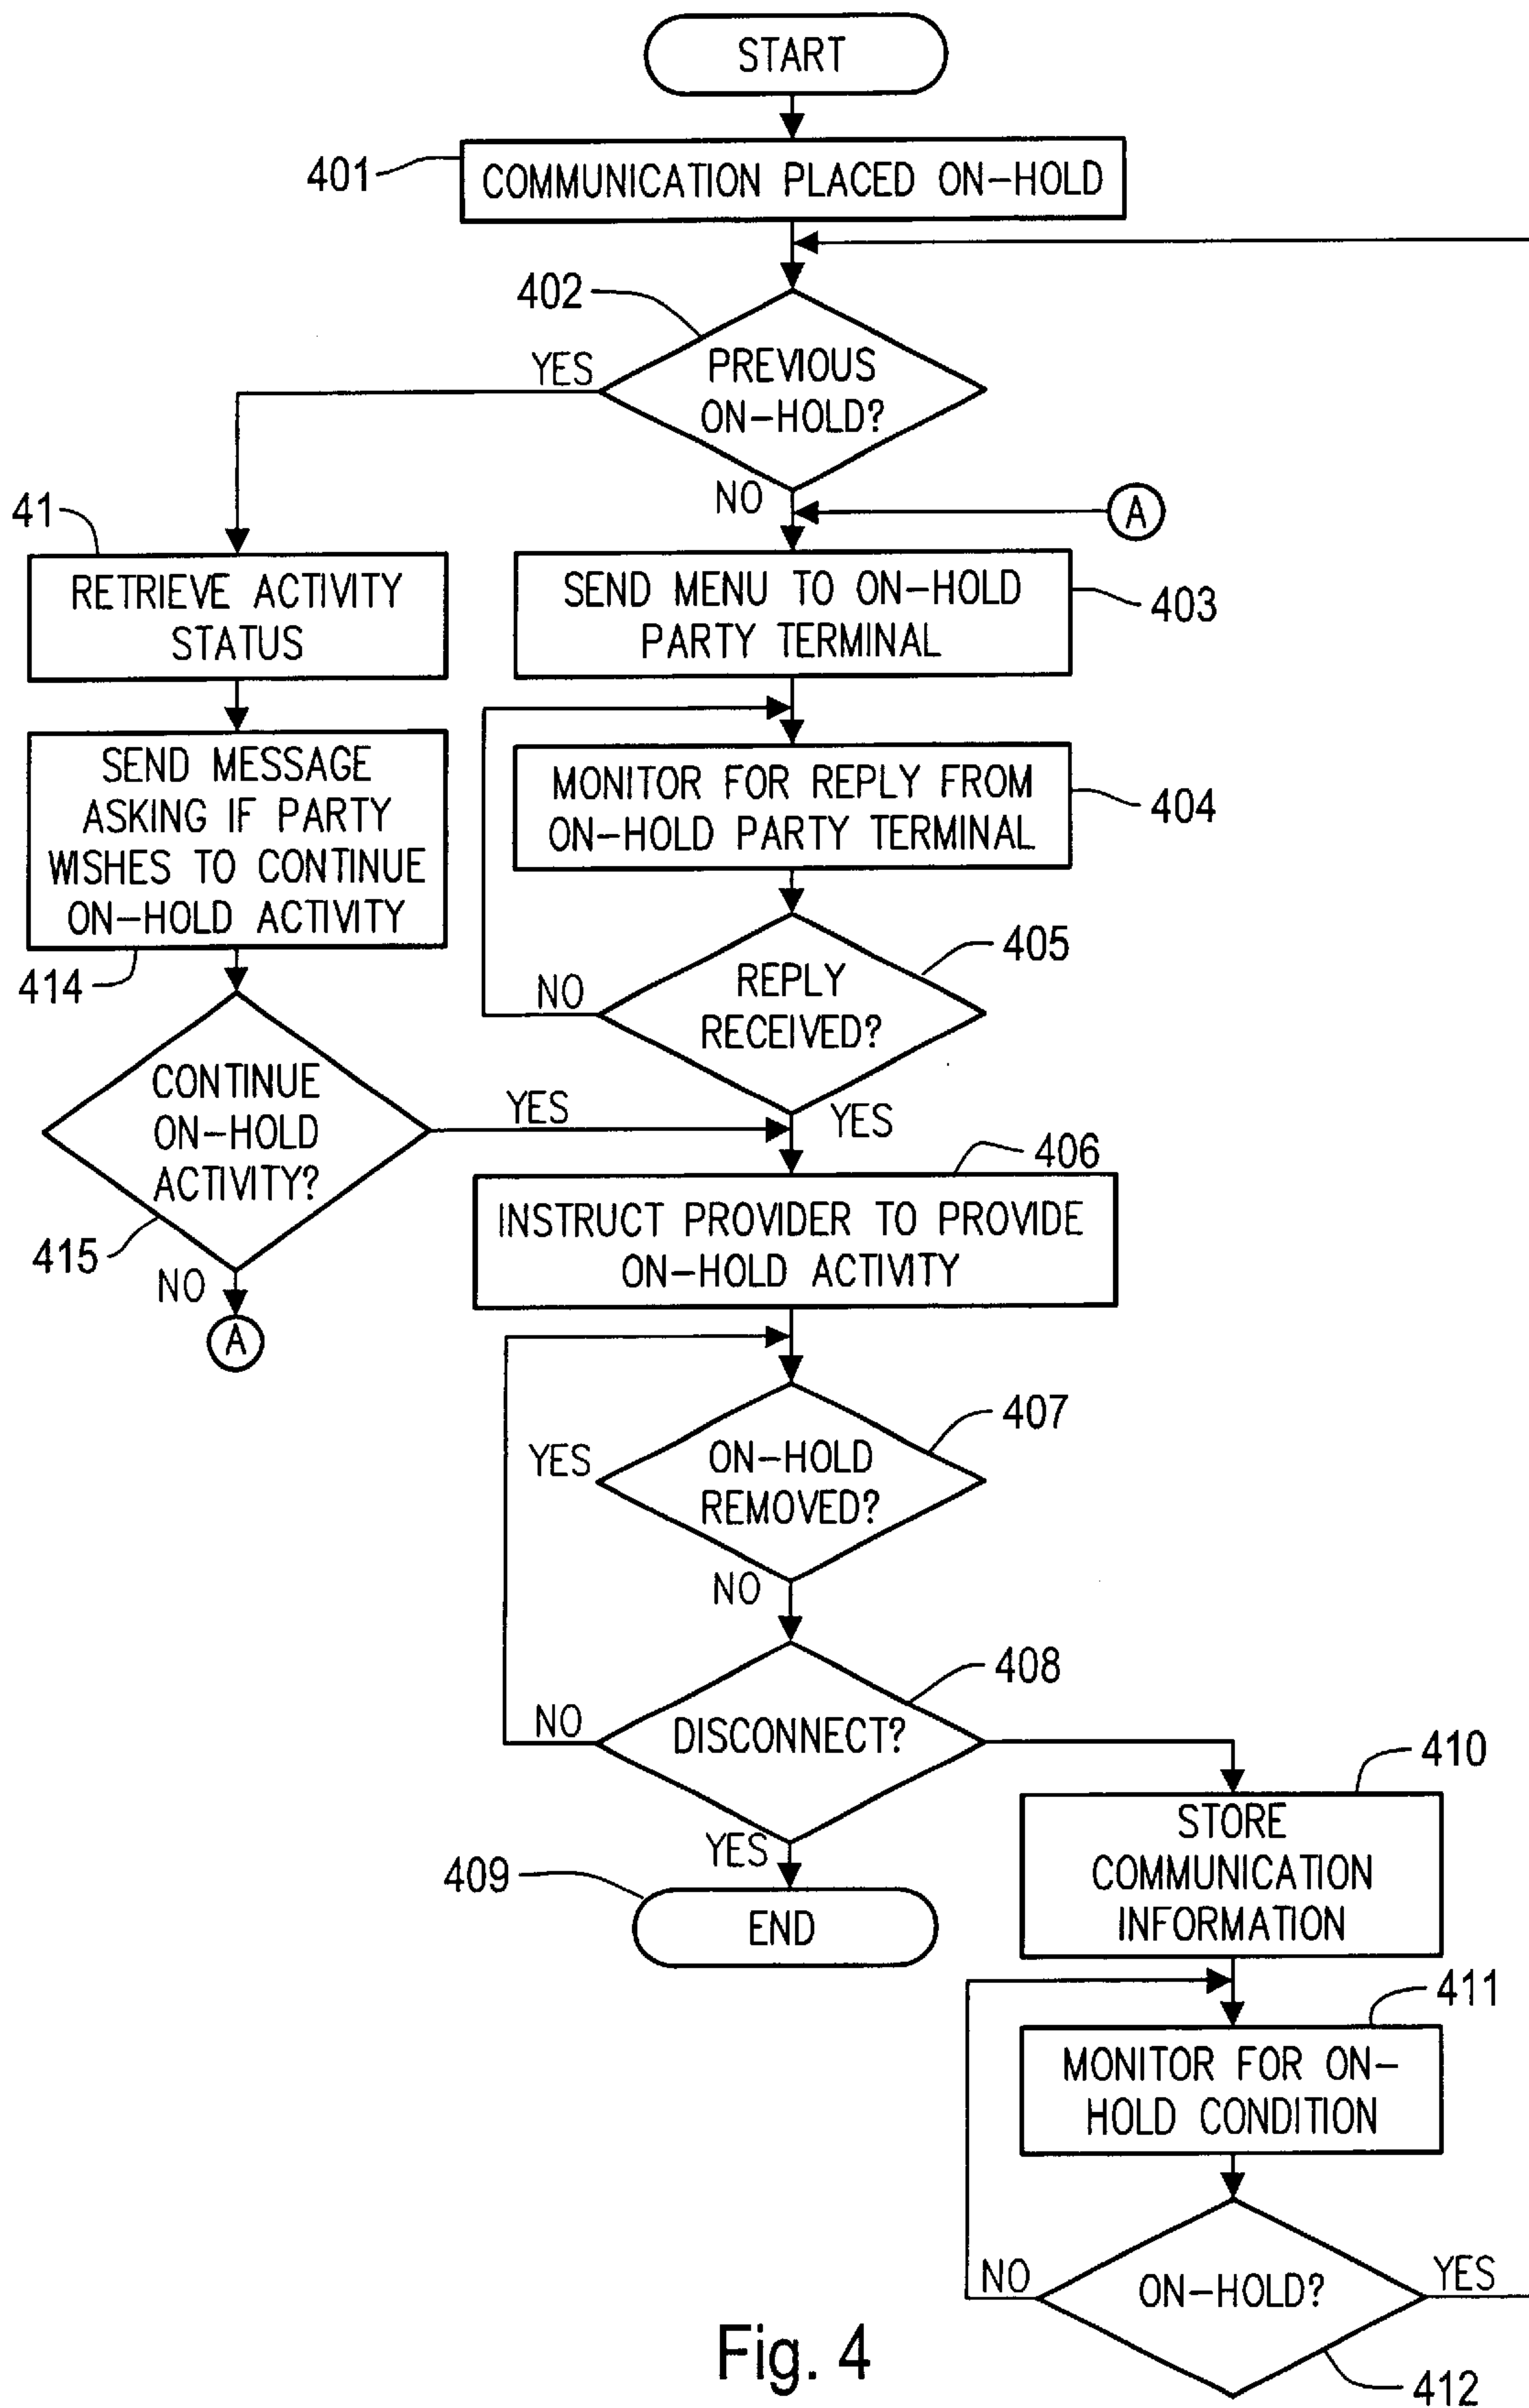 START
401
COMMUNICATION PLACED ON-HOLD
402
YES
PREVIOUS
ON-HOLD?
NO
A
41
RETRIEVE ACTIVITY
STATUS
SEND MENU TO ON-HOLD
PARTY TERMINAL
403
SEND MESSAGE
ASKING IF PARTY
WISHES TO CONTINUE
ON-HOLD ACTIVITY
414
MONITOR FOR REPLY FROM
ON-HOLD PARTY TERMINAL
404
405
NO
REPLY
RECEIVED?
YES
CONTINUE
ON-HOLD
ACTIVITY?
YES
415
NO
A
406
INSTRUCT PROVIDER TO PROVIDE
ON-HOLD ACTIVITY
407
YES
ON-HOLD
REMOVED?
NO
408
NO
DISCONNECT?
YES
409
END
410
STORE
COMMUNICATION
INFORMATION
411
MONITOR FOR ON-
HOLD CONDITION
NO
ON-HOLD?
YES
412
Fig. 4